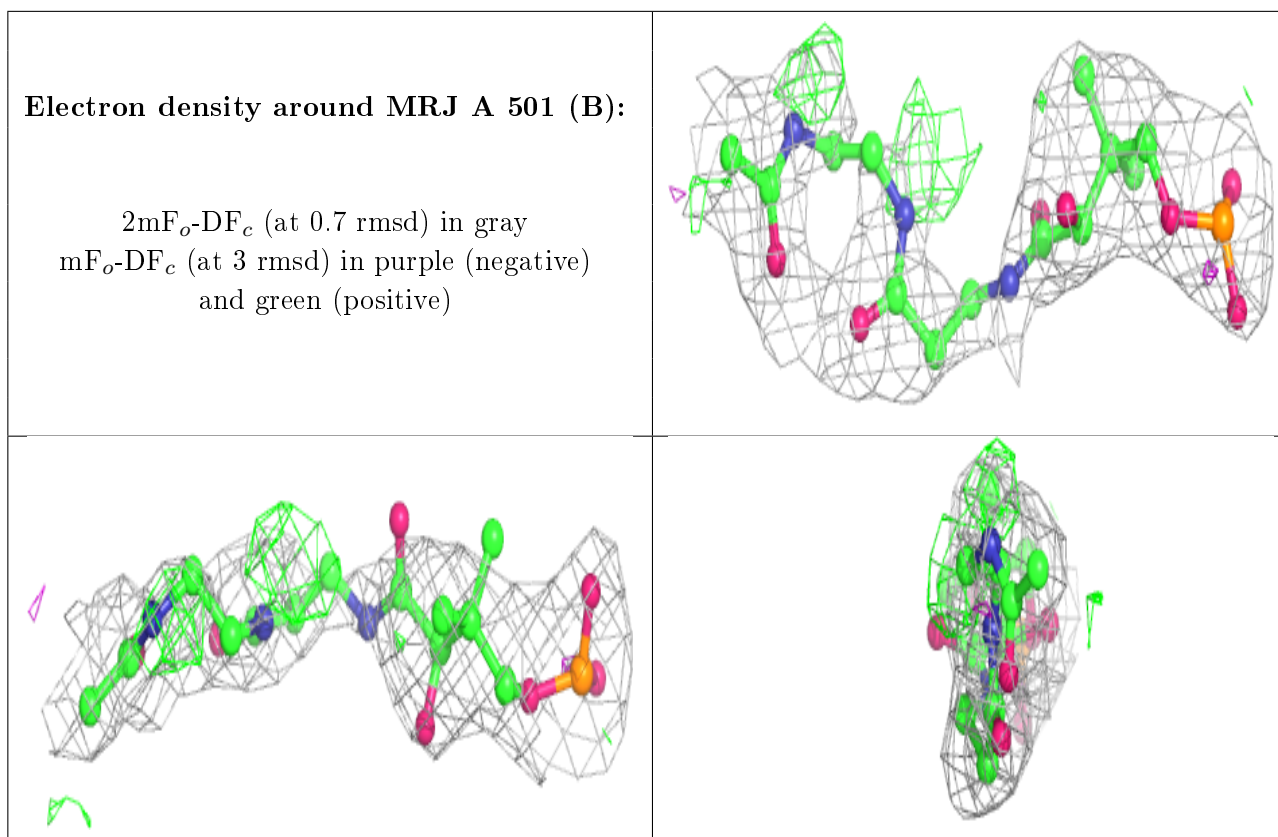 Electron density around MRJ A 501 (B):
2mFₒ-DF𝒸 (at 0.7 rmsd) in gray
mFₒ-DF𝒸 (at 3 rmsd) in purple (negative)
and green (positive)